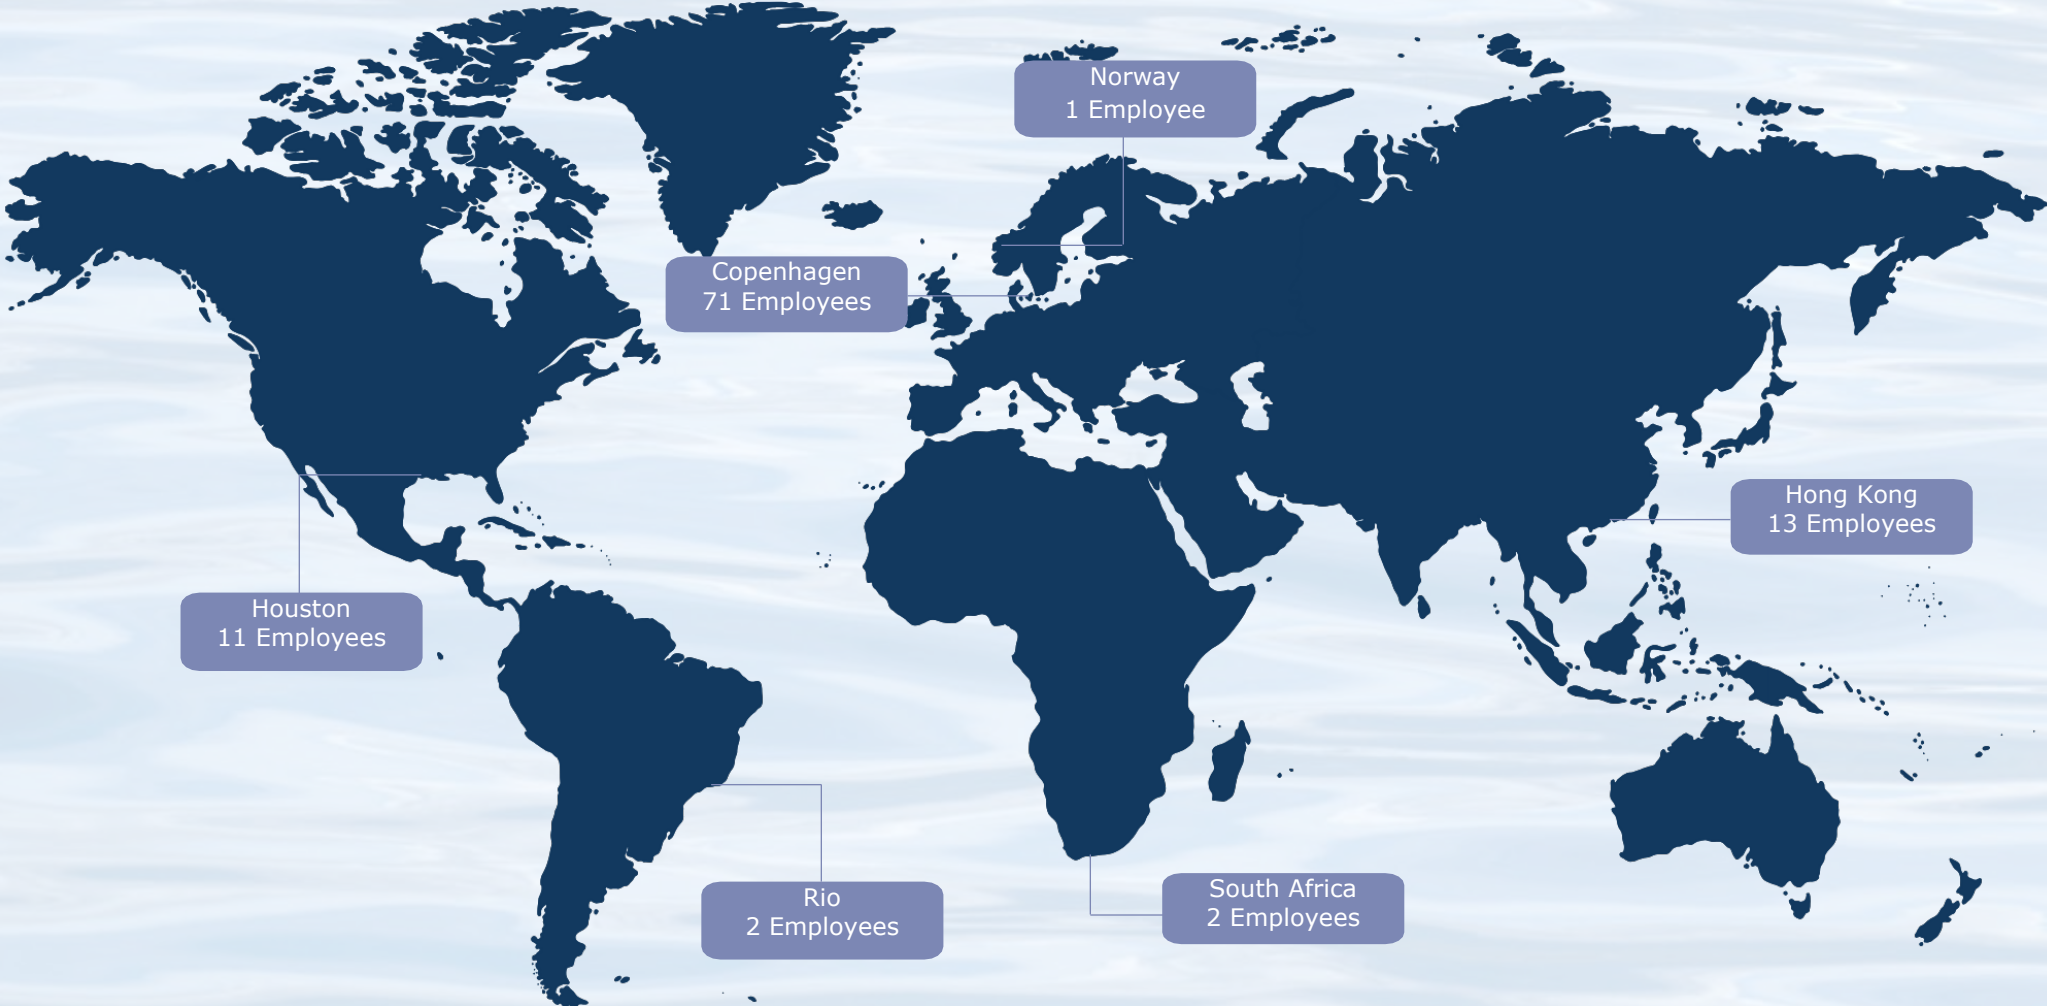 Norway
1 Employee
Copenhagen
71 Employees
Hong Kong
13 Employees
Houston
11 Employees
Rio
2 Employees
South Africa
2 Employees